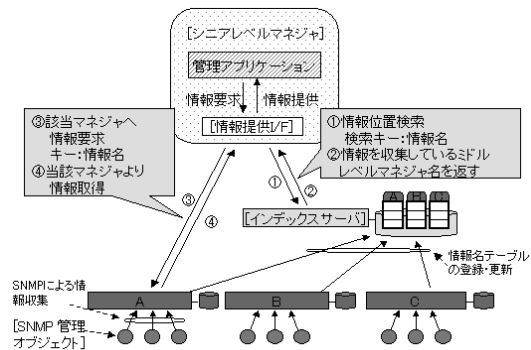 [シニアレベルマネジャ]
管理アプリケーション
情報要求
情報提供
[情報提供I/F]
③該当マネジャへ
情報要求
キー:情報名
④当該マネジャより
情報取得
①情報位置検索
検索キー:情報名
②情報を収集しているミドル
レベルマネジャ名を返す
①
②
③
④
[インデックスサーバ]
A
B
C
情報名テーブル
の登録・更新
SNMPによる情
報収集
A
B
C
[SNMP 管理
オブジェクト]